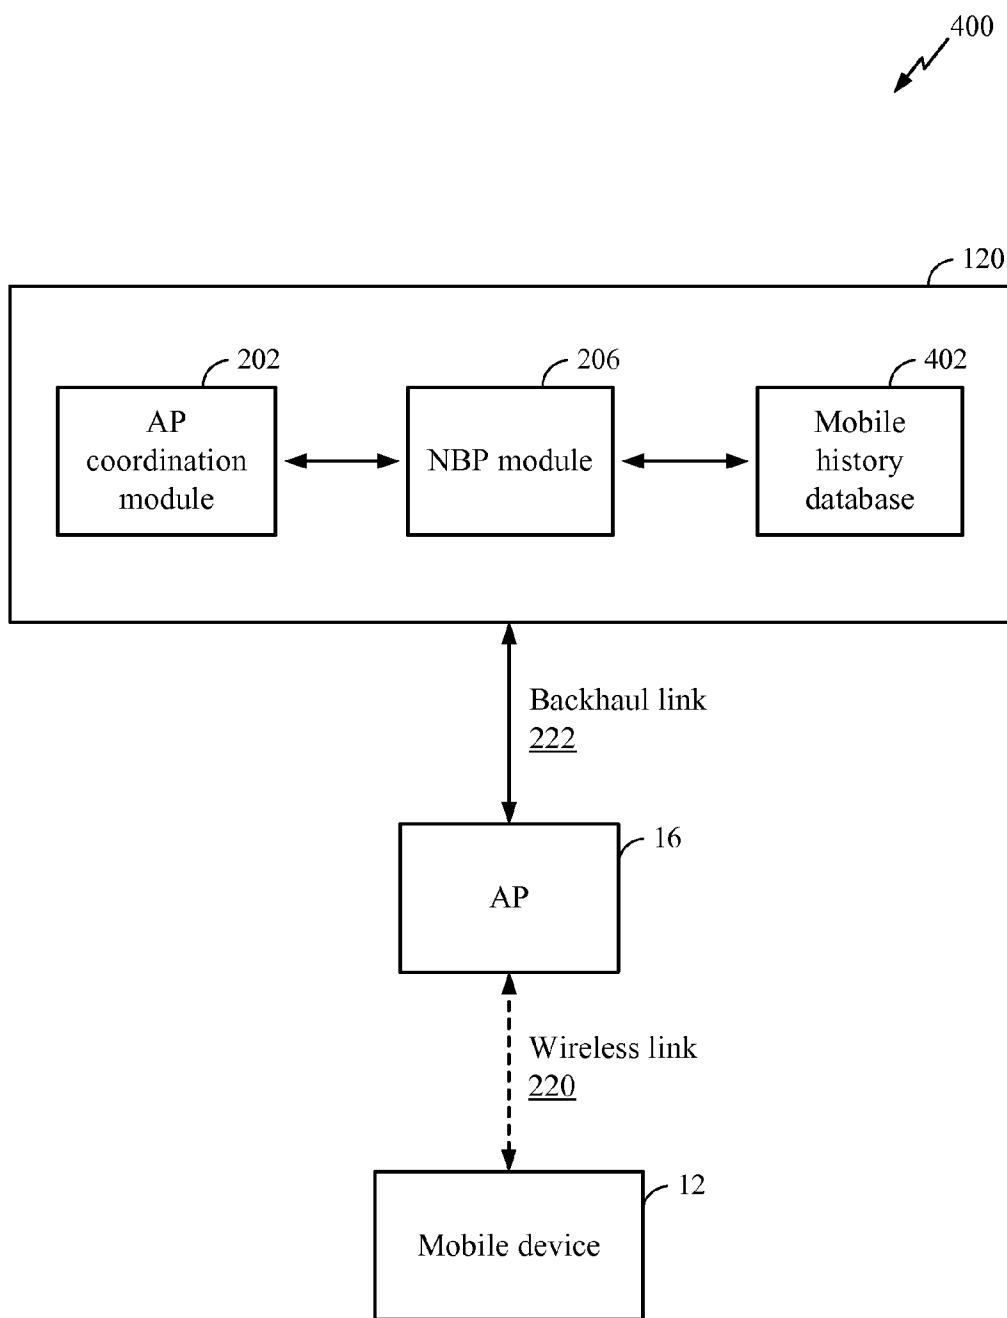 400
120
202
206
402
AP
coordination
module
NBP module
Mobile
history
database
Backhaul link
222
16
AP
Wireless link
220
12
Mobile device